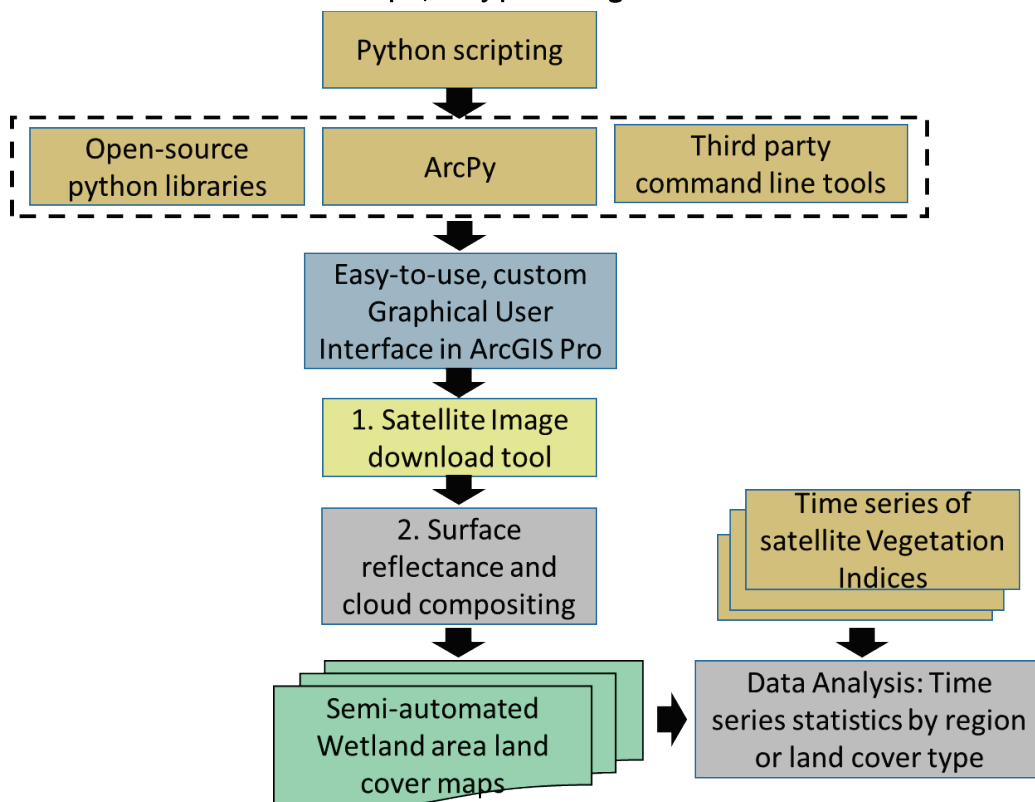 Python scripting
Open-source
python libraries
ArcPy
Third party
command line tools
Easy-to-use, custom
Graphical User
Interface in ArcGIS Pro
1. Satellite Image
download tool
2. Surface
reflectance and
cloud compositing
Time series of
satellite Vegetation
Indices
Semi-automated
Wetland area land
cover maps
Data Analysis: Time
series statistics by region
or land cover type